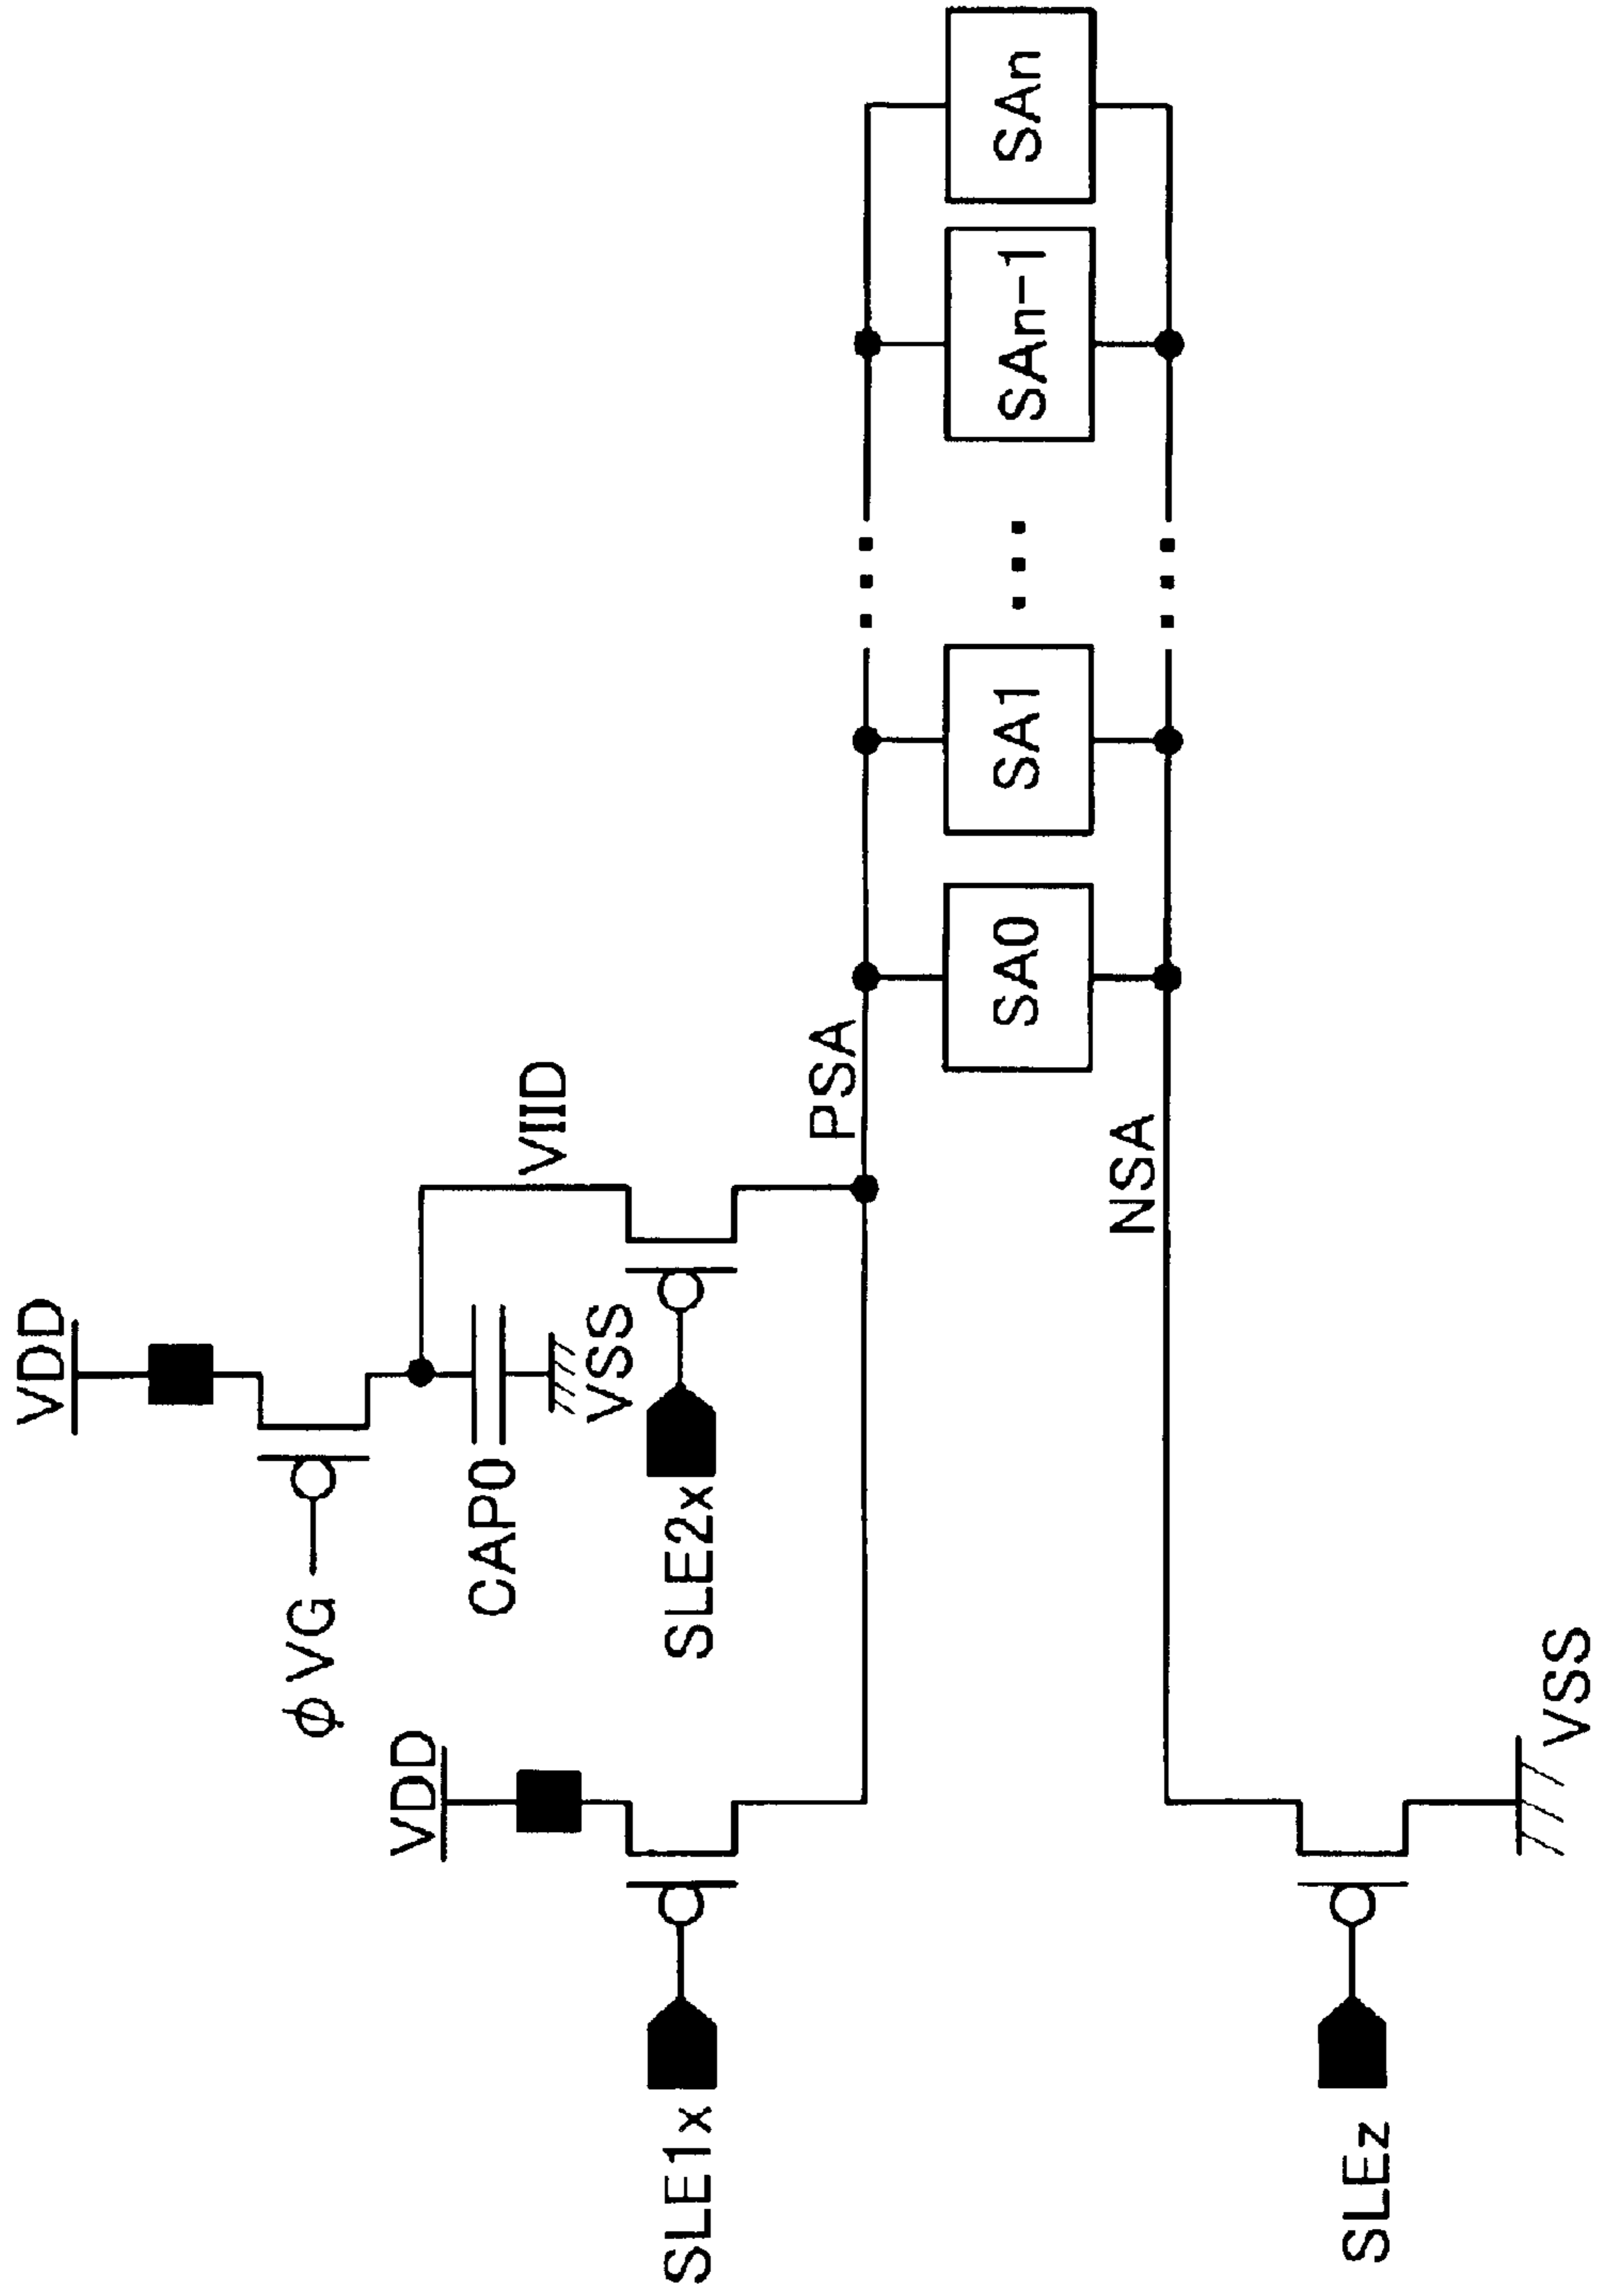 VDD
φVG
CAP0
VSS
VIID
VDD
SLE1x
SLE2x
PSA
SA0
SA1
SAn-1
SAn
NSA
SLEz
VSS